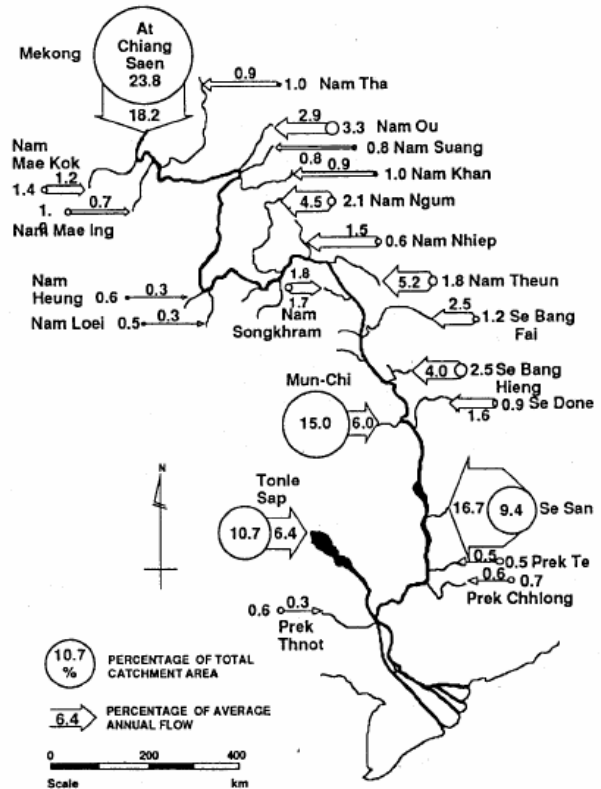 Mekong
At
Chiang
Saen
23.8
18.2
0.9
1.0 Nam Tha
2.9
3.3 Nam Ou
0.8 Nam Suang
Nam
Mae Kok
1.4
1.2
0.8
0.9
1.0 Nam Khan
1.
0.7
Nam Mae Ing
4.5
2.1 Nam Ngum
1.5
0.6 Nam Nhiep
Nam
Heung
0.6
0.3
1.8
1.7
Nam
Songkhram
5.2
1.8 Nam Theun
Nam Loei
0.5
0.3
2.5
1.2 Se Bang
Fai
Mun-Chi
4.0
2.5 Se Bang
Hieng
15.0
6.0
0.9 Se Done
1.6
Tonle
Sap
10.7
6.4
16.7
9.4
Se San
0.5
0.5 Prek Te
0.6
0.7
Prek Chhlong
0.6
0.3
Prek
Thnot
N
10.7
%
PERCENTAGE OF TOTAL
CATCHMENT AREA
6.4
PERCENTAGE OF AVERAGE
ANNUAL FLOW
0 200 400
Scale km